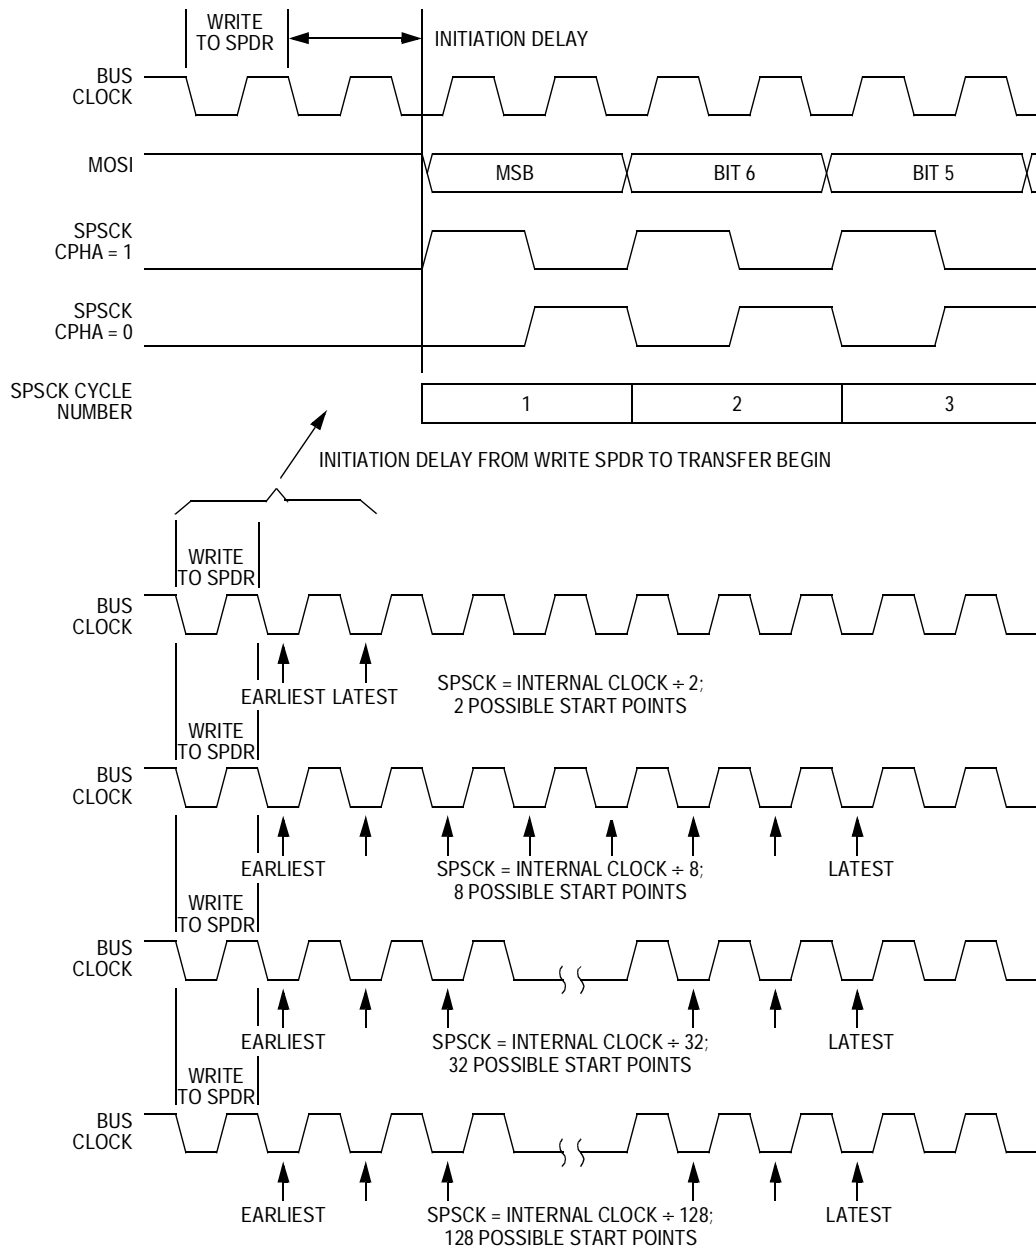 WRITE
TO SPDR
INITIATION DELAY
BUS
CLOCK
MOSI
MSB
BIT 6
BIT 5
SPSCK
CPHA = 1
SPSCK
CPHA = 0
SPSCK CYCLE
NUMBER
1
2
3
INITIATION DELAY FROM WRITE SPDR TO TRANSFER BEGIN
WRITE
TO SPDR
BUS
CLOCK
EARLIEST
LATEST
SPSCK = INTERNAL CLOCK ÷ 2;
2 POSSIBLE START POINTS
WRITE
TO SPDR
BUS
CLOCK
EARLIEST
SPSCK = INTERNAL CLOCK ÷ 8;
8 POSSIBLE START POINTS
LATEST
WRITE
TO SPDR
BUS
CLOCK
EARLIEST
SPSCK = INTERNAL CLOCK ÷ 32;
32 POSSIBLE START POINTS
LATEST
WRITE
TO SPDR
BUS
CLOCK
EARLIEST
SPSCK = INTERNAL CLOCK ÷ 128;
128 POSSIBLE START POINTS
LATEST